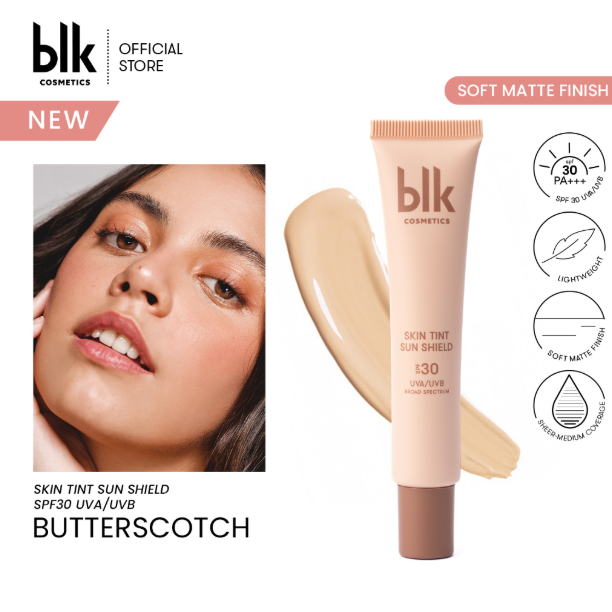 blk
COSMETICS
OFFICIAL
STORE
NEW
SOFT MATTE FINISH
blk
COSMETICS
SKIN TINT
SUN SHIELD
SPF 30
UVA/UVB
BROAD SPECTRUM
spf
30
PA+++
SPF 30 UVA/UVB
LIGHTWEIGHT
SOFT MATTE FINISH
SHEER-MEDIUM COVERAGE
SKIN TINT SUN SHIELD
SPF30 UVA/UVB
BUTTERSCOTCH